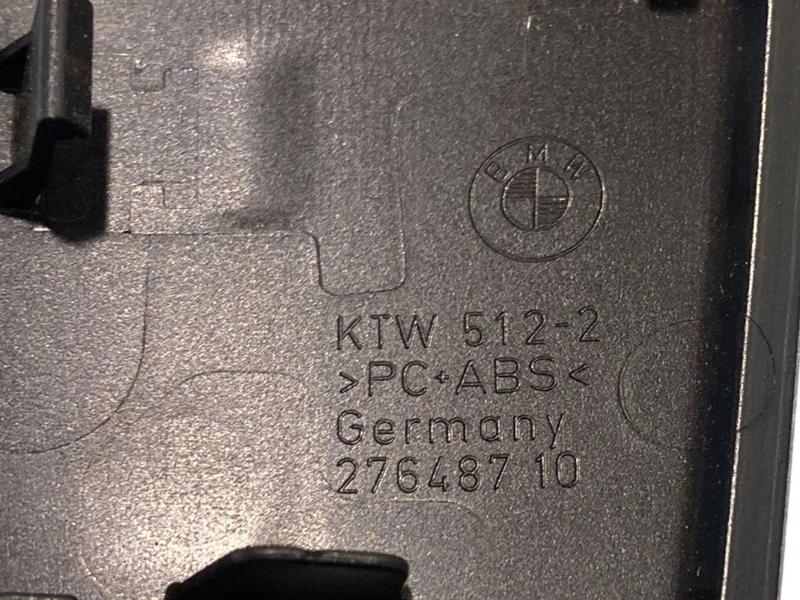 BMW
KTW 512-2
>PC+ABS<
Germany
276487 10